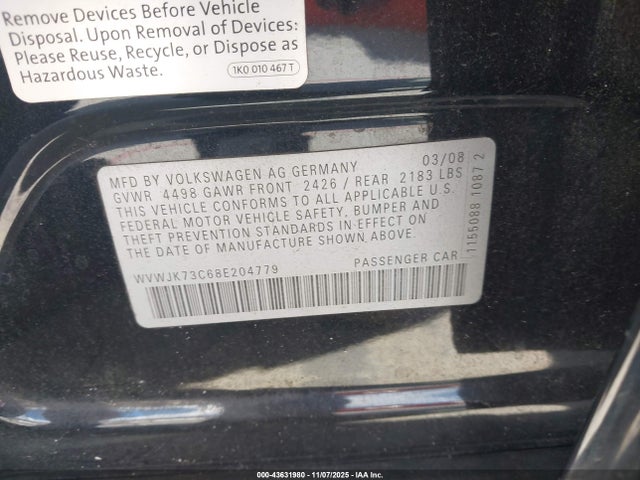 Remove Devices Before Vehicle
Disposal. Upon Removal of Devices:
Please Reuse, Recycle, or Dispose as
Hazardous Waste.
1K0 010 467 T
MFD BY VOLKSWAGEN AG GERMANY 03/08
GVWR 4498 GAWR FRONT 2426 / REAR 2183 LBS
THIS VEHICLE CONFORMS TO ALL APPLICABLE U.S.
FEDERAL MOTOR VEHICLE SAFETY, BUMPER AND
THEFT PREVENTION STANDARDS IN EFFECT ON
THE DATE OF MANUFACTURE SHOWN ABOVE.
WVWJK73C68E204779 PASSENGER CAR
1155088 1087 2
000-43631980 - 11/07/2025 - IAAI, Inc.